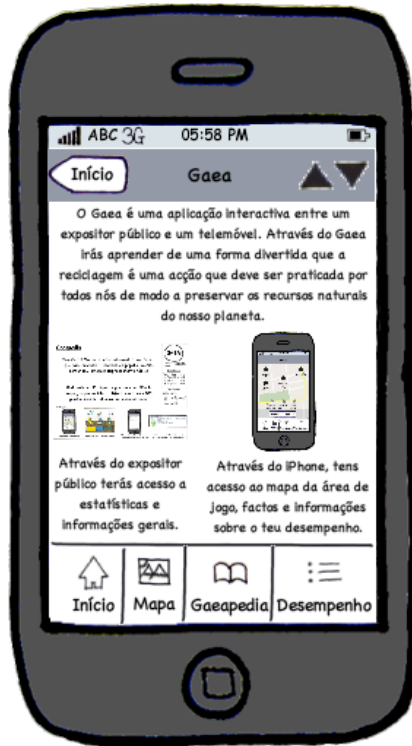 ABC 3G 05:58 PM
Início Gaea
O Gaea é uma aplicação interactiva entre um
expositor público e um telemóvel. Através do Gaea
irás aprender de uma forma divertida que a
reciclagem é uma acção que deve ser praticada por
todos nós de modo a preservar os recursos naturais
do nosso planeta.
Através do expositor
público terás acesso a
estatísticas e
informações gerais.
Através do iPhone, tens
acesso ao mapa da área de
jogo, factos e informações
sobre o teu desempenho.
Início Mapa Gaeapedia Desempenho